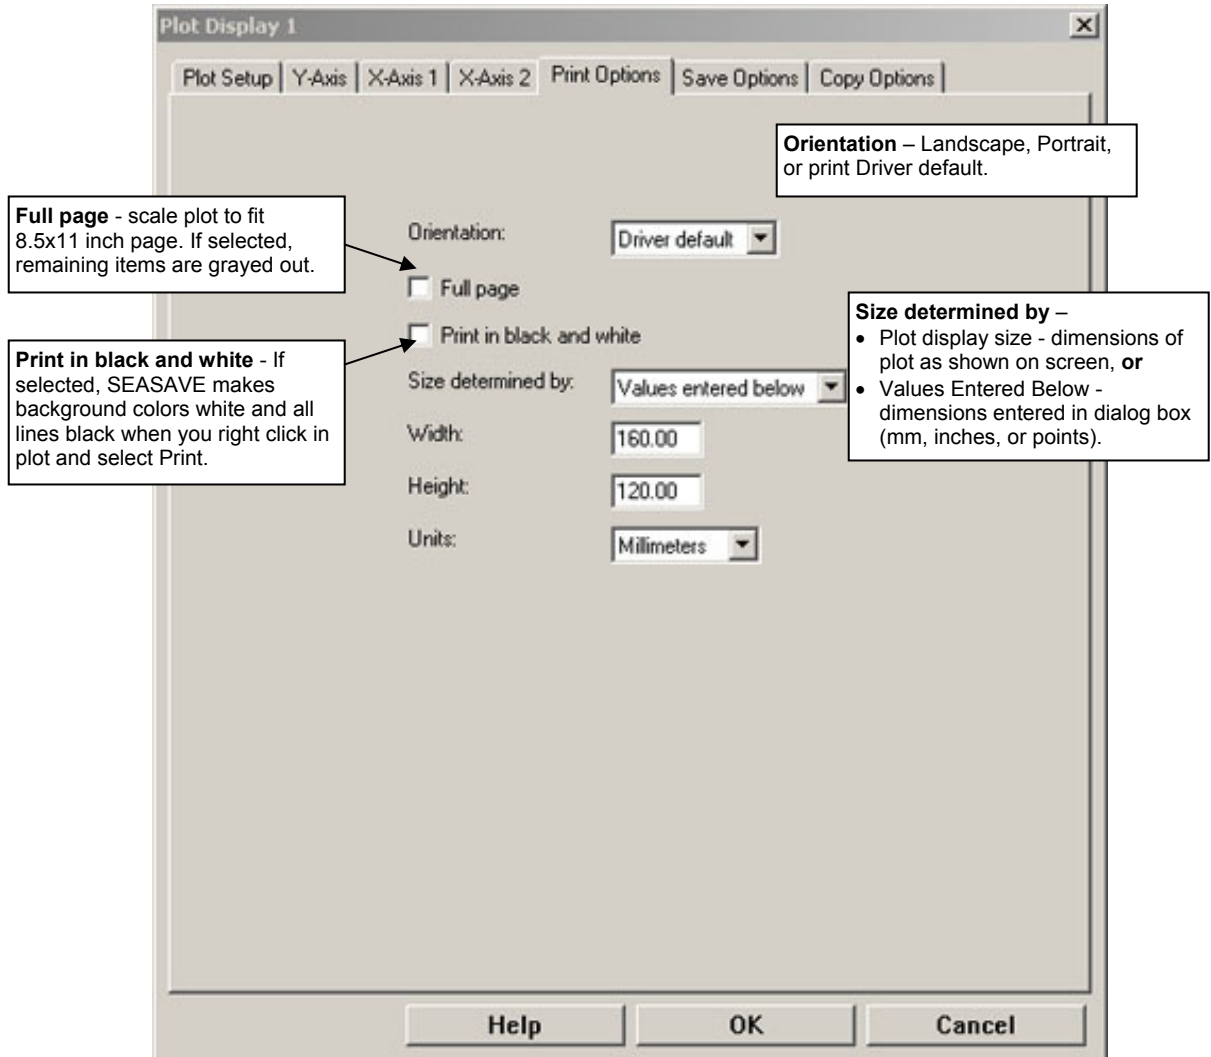 Plot Display 1
Plot Setup Y-Axis X-Axis 1 X-Axis 2 Print Options Save Options Copy Options
Orientation – Landscape, Portrait,
or print Driver default.
Full page - scale plot to fit
8.5x11 inch page. If selected,
remaining items are grayed out.
Orientation: Driver default
Full page
Print in black and white
Print in black and white - If
selected, SEASAVE makes
background colors white and all
lines black when you right click in
plot and select Print.
Size determined by: Values entered below
Size determined by –
• Plot display size - dimensions of
plot as shown on screen, or
• Values Entered Below -
dimensions entered in dialog box
(mm, inches, or points).
Width: 160.00
Height: 120.00
Units: Millimeters
Help OK Cancel